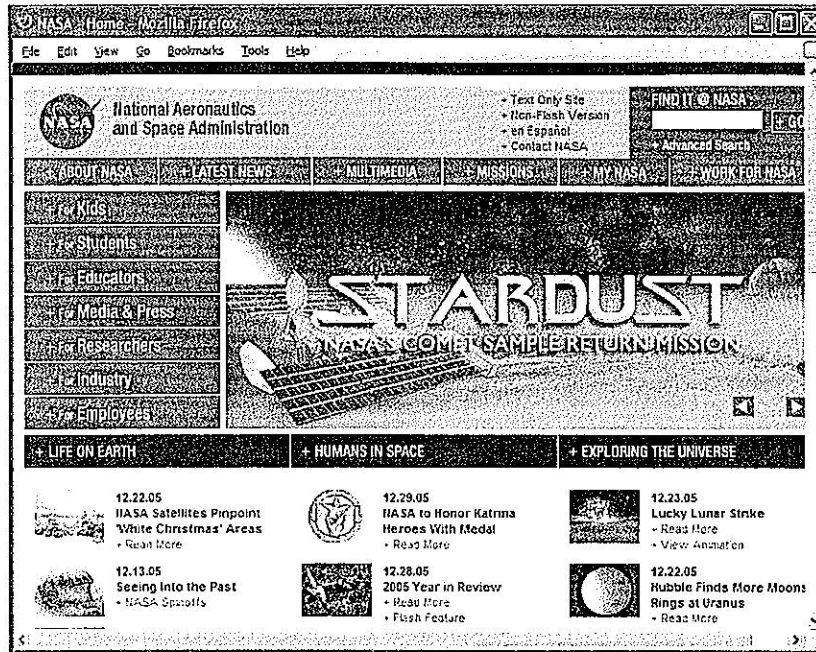 NASA - Home - Mozilla Firefox
File Edit View Go Bookmarks Tools Help
NASA
National Aeronautics
and Space Administration
+ Text Only Site
+ Non-Flash Version
+ en Español
+ Contact NASA
FIND IT @ NASA
+ GO
+ Advanced Search
+ ABOUT NASA + LATEST NEWS + MULTIMEDIA + MISSIONS + MY NASA + WORK FOR NASA
+ For Kids
+ For Students
+ For Educators
+ For Media & Press
+ For Researchers
+ For Industry
+ For Employees
STARDUST
NASA'S COMET SAMPLE RETURN MISSION
+ LIFE ON EARTH
12.22.05
NASA Satellites Pinpoint
'White Christmas' Areas
+ Read More
12.13.05
Seeing Into the Past
+ NASA Spinoffs
+ HUMANS IN SPACE
12.29.05
NASA to Honor Katrina
Heroes With Medal
+ Read More
12.28.05
2005 Year in Review
+ Read More
+ Flash Feature
+ EXPLORING THE UNIVERSE
12.23.05
Lucky Lunar Strike
+ Read More
+ View Animation
12.22.05
Hubble Finds More Moons
Rings at Uranus
+ Read More